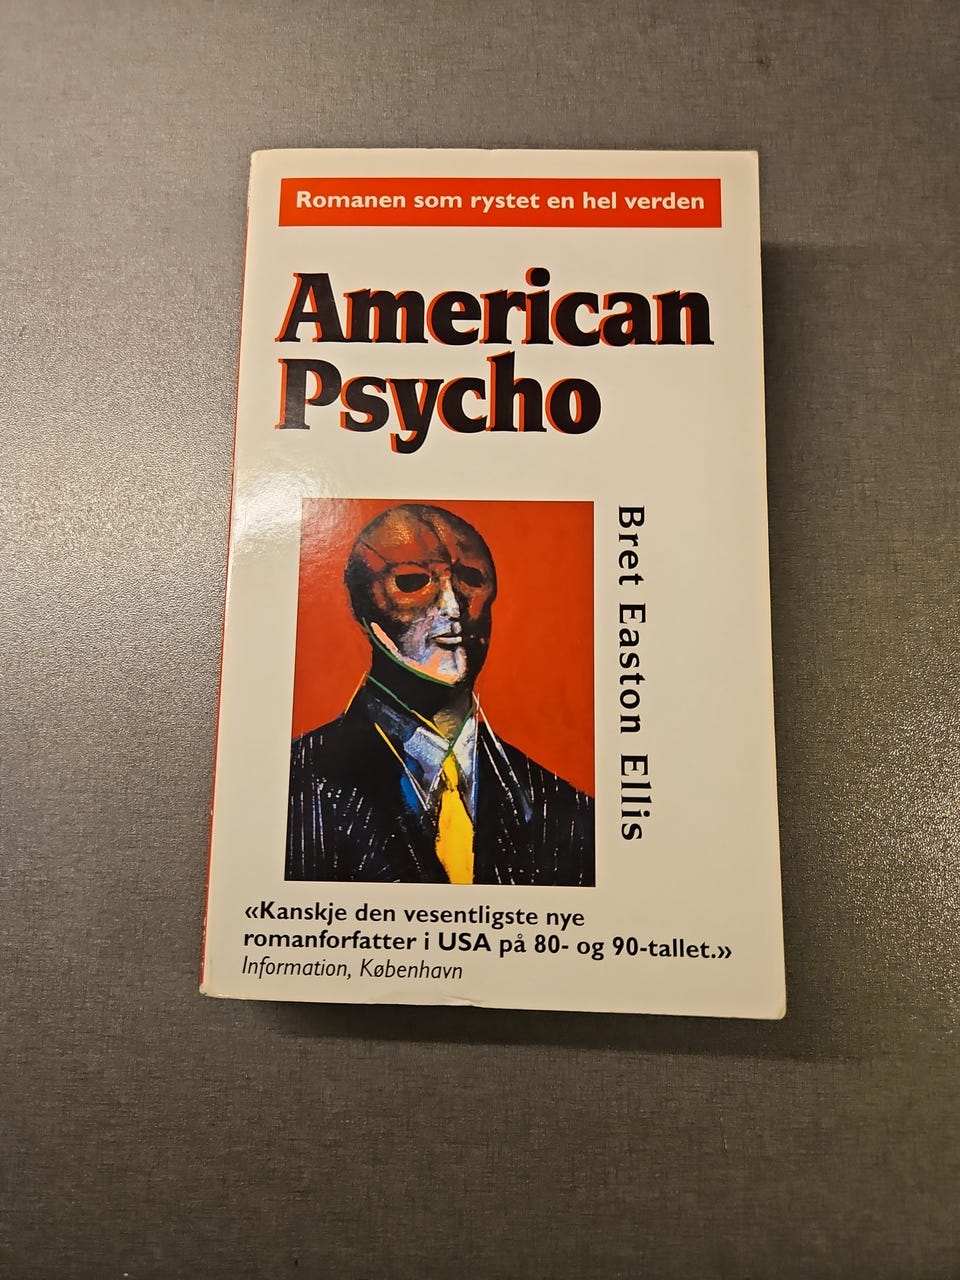 Romanen som rystet en hel verden
American
Psycho
Bret Easton Ellis
«Kanskje den vesentligste nye
romanforfatter i USA på 80- og 90-tallet.»
Information, København